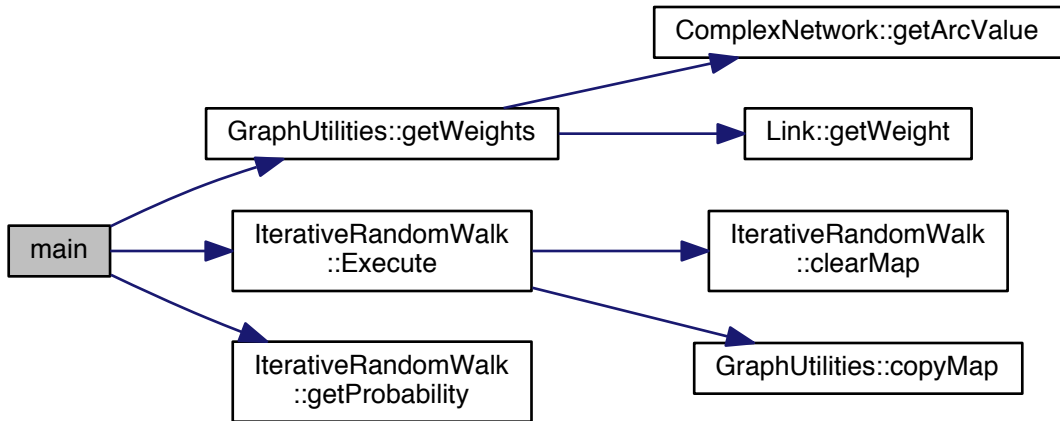 ComplexNetwork::getArcValue
GraphUtilities::getWeights
Link::getWeight
main
IterativeRandomWalk
::Execute
IterativeRandomWalk
::clearMap
IterativeRandomWalk
::getProbability
GraphUtilities::copyMap